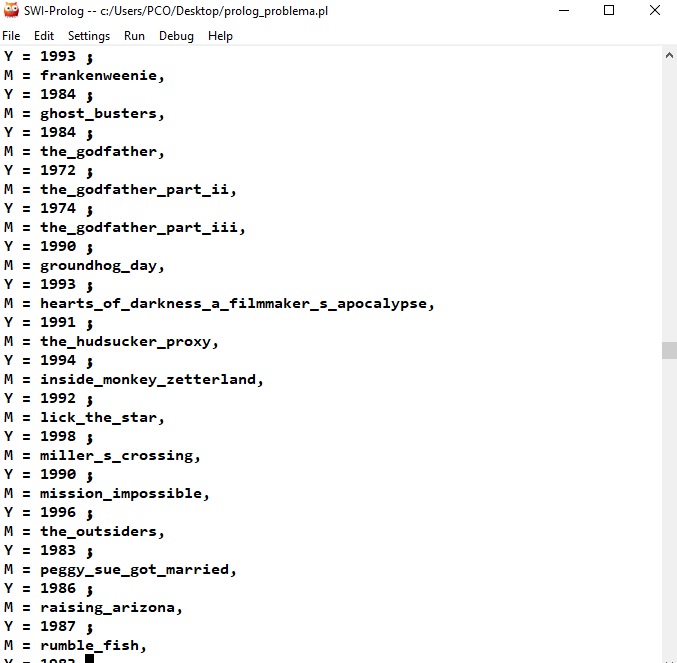 SWI-Prolog -- c:/Users/PCO/Desktop/prolog_problema.pl
File Edit Settings Run Debug Help
Y = 1993 ;
M = frankenweenie,
Y = 1984 ;
M = ghost_busters,
Y = 1984 ;
M = the_godfather,
Y = 1972 ;
M = the_godfather_part_ii,
Y = 1974 ;
M = the_godfather_part_iii,
Y = 1990 ;
M = groundhog_day,
Y = 1993 ;
M = hearts_of_darkness_a_filmmaker_s_apocalypse,
Y = 1991 ;
M = the_hudsucker_proxy,
Y = 1994 ;
M = inside_monkey_zetterland,
Y = 1992 ;
M = lick_the_star,
Y = 1998 ;
M = miller_s_crossing,
Y = 1990 ;
M = mission_impossible,
Y = 1996 ;
M = the_outsiders,
Y = 1983 ;
M = peggy_sue_got_married,
Y = 1986 ;
M = raising_arizona,
Y = 1987 ;
M = rumble_fish,
Y = 1983